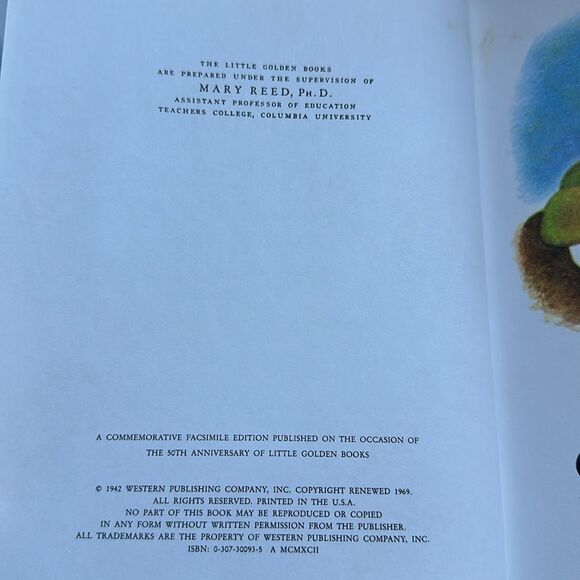 THE LITTLE GOLDEN BOOKS
ARE PREPARED UNDER THE SUPERVISION OF
MARY REED, PH.D.
ASSISTANT PROFESSOR OF EDUCATION
TEACHERS COLLEGE, COLUMBIA UNIVERSITY
A COMMEMORATIVE FACSIMILE EDITION PUBLISHED ON THE OCCASION OF
THE 50TH ANNIVERSARY OF LITTLE GOLDEN BOOKS
© 1942 WESTERN PUBLISHING COMPANY, INC. COPYRIGHT RENEWED 1969.
ALL RIGHTS RESERVED. PRINTED IN THE U.S.A.
NO PART OF THIS BOOK MAY BE REPRODUCED OR COPIED
IN ANY FORM WITHOUT WRITTEN PERMISSION FROM THE PUBLISHER.
ALL TRADEMARKS ARE THE PROPERTY OF WESTERN PUBLISHING COMPANY, INC.
ISBN: 0-307-30093-5 A MCMXCII